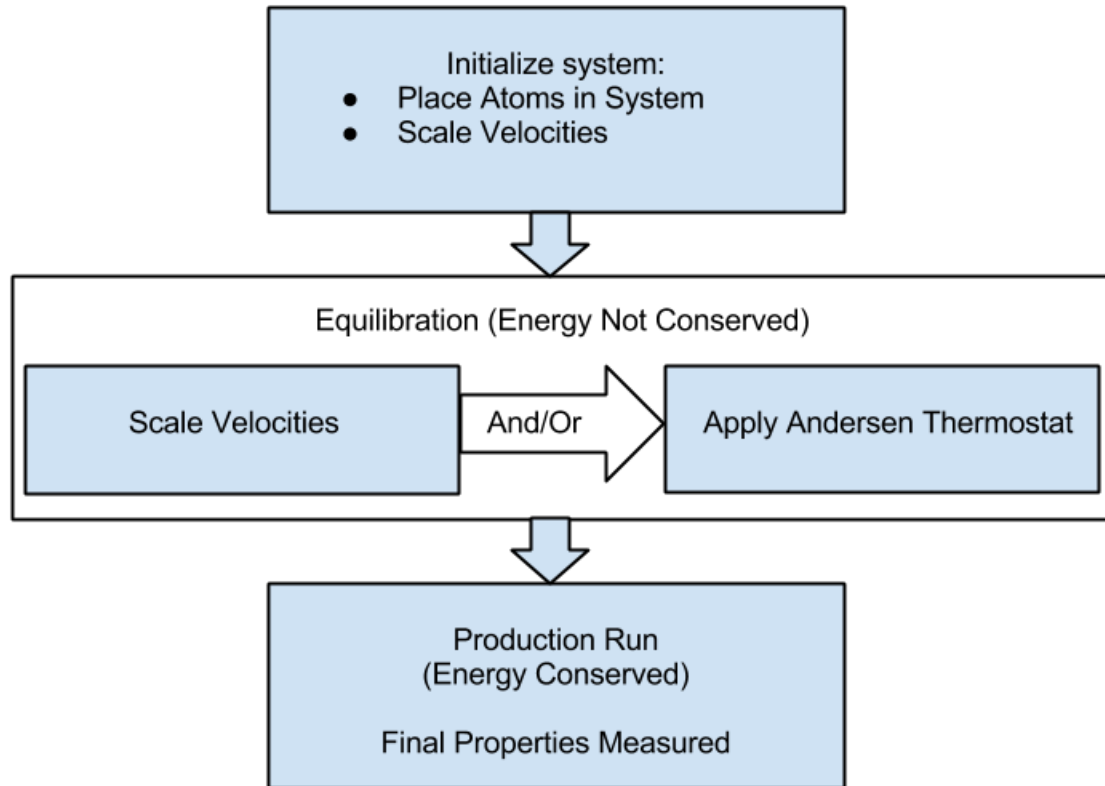 Initialize system:
● Place Atoms in System
● Scale Velocities
Equilibration (Energy Not Conserved)
Scale Velocities
And/Or
Apply Andersen Thermostat
Production Run
(Energy Conserved)
Final Properties Measured